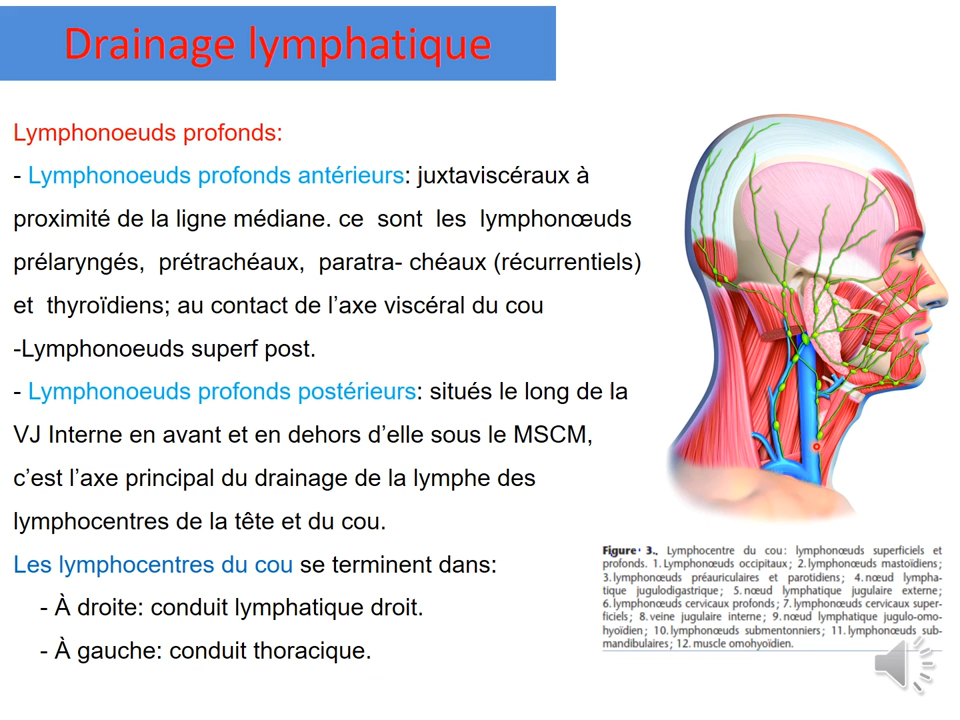 Drainage lymphatique
Lymphonoeuds profonds:
- Lymphonoeuds profonds antérieurs: juxtaviscéraux à
proximité de la ligne médiane. ce sont les lymphonœuds
prélaryngés, prétrachéaux, paratra- chéaux (récurrentiels)
et thyroïdiens; au contact de l’axe viscéral du cou
-Lymphonoeuds superf post.
- Lymphonoeuds profonds postérieurs: situés le long de la
VJ Interne en avant et en dehors d’elle sous le MSCM,
c’est l’axe principal du drainage de la lymphe des
lymphocentres de la tête et du cou.
Les lymphocentres du cou se terminent dans:
- À droite: conduit lymphatique droit.
- À gauche: conduit thoracique.
Figure 3., Lymphocentre du cou: lymphonœuds superficiels et
profonds. 1. Lymphonœuds occipitaux; 2. lymphonœuds mastoïdiens;
3. lymphonœuds préauriculaires et parotidiens; 4. nœud lympha-
tique jugulodigastrique; 5. nœud lymphatique jugulaire externe;
6. lymphonœuds cervicaux profonds; 7. lymphonœuds cervicaux super-
ficiels; 8. veine jugulaire interne; 9. nœud lymphatique jugulo-omo-
hyoïdien; 10. lymphonœuds submentonniers; 11. lymphonœuds sub-
mandibulaires; 12. muscle omohyoïdien.